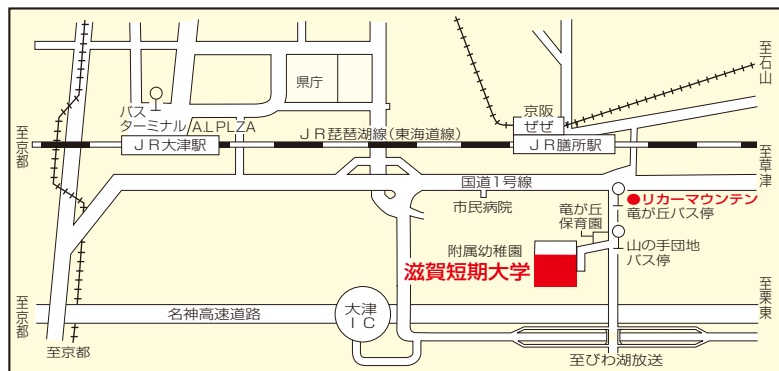 至石山
県庁
京阪
ぜぜ
バス
ターミナル
A.L PLZA
JR琵琶湖線(東海道線)
至京都
JR大津駅
JR膳所駅
至草津
国道1号線
市民病院
●リカーマウンテン
竜が丘バス停
竜が丘
保育園
附属幼稚園
山の手団地
バス停
滋賀短期大学
至京都
名神高速道路
大津
IC
至栗東
至京都
至びわ湖放送